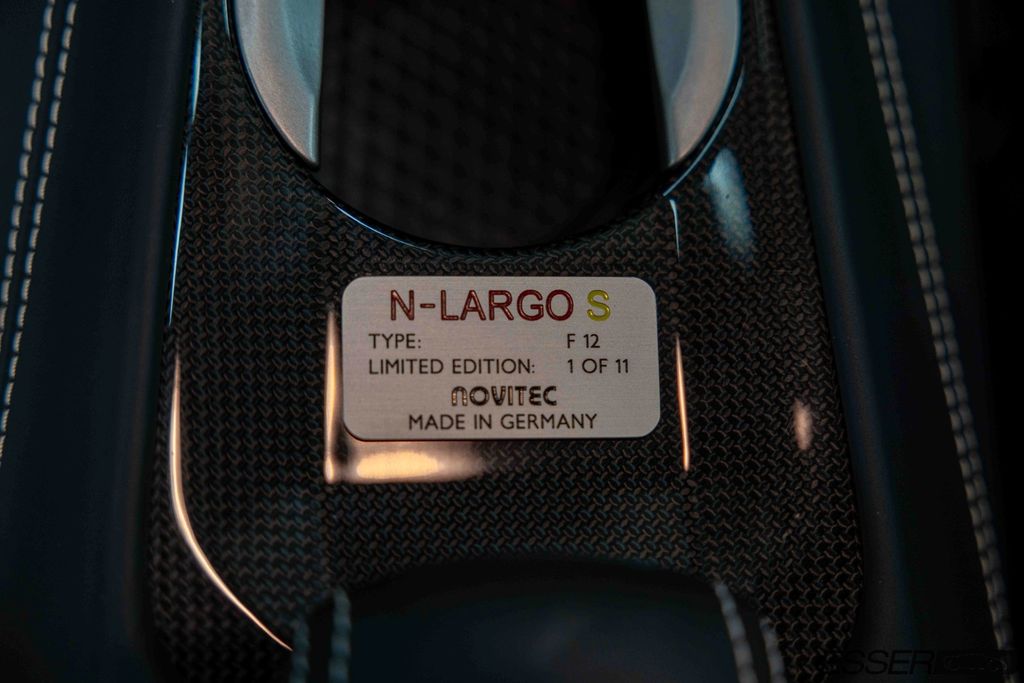 N-LARGO S
TYPE: F 12
LIMITED EDITION: 1 OF 11
NOVITEC
MADE IN GERMANY